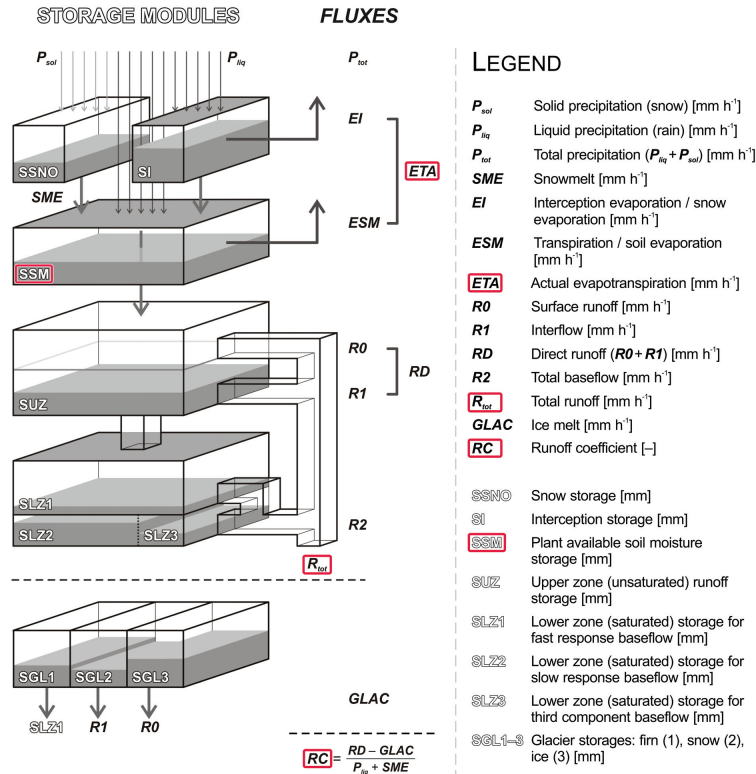 STORAGE MODULES
FLUXES
P_sol
P_liq
P_tot
EI
SSNO
SI
ETA
SME
ESM
SSM
R0
RD
R1
SUZ
SLZ1
SLZ2
SLZ3
R2
R_tot
SGL1
SGL2
SGL3
GLAC
SLZ1
R1
R0
RC = (RD – GLAC) / (P_liq + SME)
LEGEND
P_sol Solid precipitation (snow) [mm h⁻¹]
P_liq Liquid precipitation (rain) [mm h⁻¹]
P_tot Total precipitation (P_liq + P_sol) [mm h⁻¹]
SME Snowmelt [mm h⁻¹]
EI Interception evaporation / snow
evaporation [mm h⁻¹]
ESM Transpiration / soil evaporation
[mm h⁻¹]
ETA Actual evapotranspiration [mm h⁻¹]
R0 Surface runoff [mm h⁻¹]
R1 Interflow [mm h⁻¹]
RD Direct runoff (R0 + R1) [mm h⁻¹]
R2 Total baseflow [mm h⁻¹]
R_tot Total runoff [mm h⁻¹]
GLAC Ice melt [mm h⁻¹]
RC Runoff coefficient [–]
SSNO Snow storage [mm]
SI Interception storage [mm]
SSM Plant available soil moisture
storage [mm]
SUZ Upper zone (unsaturated) runoff
storage [mm]
SLZ1 Lower zone (saturated) storage for
fast response baseflow [mm]
SLZ2 Lower zone (saturated) storage for
slow response baseflow [mm]
SLZ3 Lower zone (saturated) storage for
third component baseflow [mm]
SGL1–3 Glacier storages: firn (1), snow (2),
ice (3) [mm]